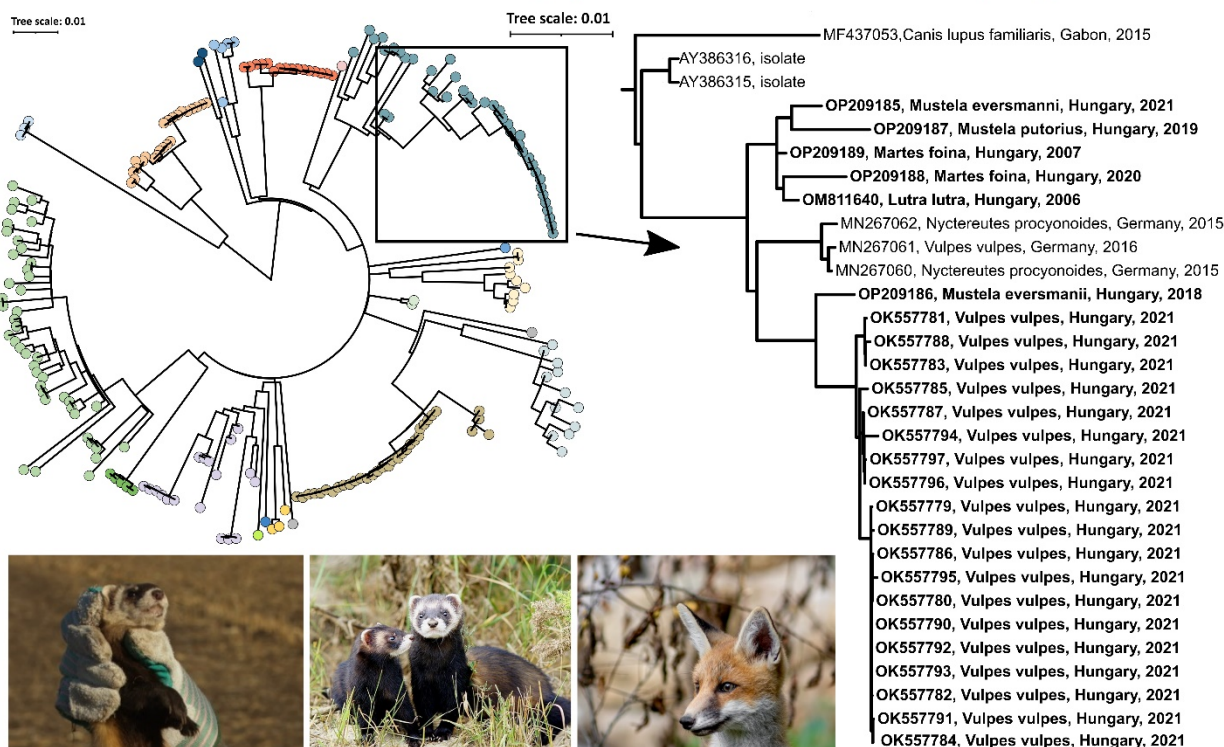 Tree scale: 0.01
Tree scale: 0.01
MF437053,Canis lupus familiaris, Gabon, 2015
AY386316, isolate
AY386315, isolate
OP209185, Mustela eversmanni, Hungary, 2021
OP209187, Mustela putorius, Hungary, 2019
OP209189, Martes foina, Hungary, 2007
OP209188, Martes foina, Hungary, 2020
OM811640, Lutra lutra, Hungary, 2006
MN267062, Nyctereutes procyonoides, Germany, 2015
MN267061, Vulpes vulpes, Germany, 2016
MN267060, Nyctereutes procyonoides, Germany, 2015
OP209186, Mustela eversmanii, Hungary, 2018
OK557781, Vulpes vulpes, Hungary, 2021
OK557788, Vulpes vulpes, Hungary, 2021
OK557783, Vulpes vulpes, Hungary, 2021
OK557785, Vulpes vulpes, Hungary, 2021
OK557787, Vulpes vulpes, Hungary, 2021
OK557794, Vulpes vulpes, Hungary, 2021
OK557797, Vulpes vulpes, Hungary, 2021
OK557796, Vulpes vulpes, Hungary, 2021
OK557779, Vulpes vulpes, Hungary, 2021
OK557789, Vulpes vulpes, Hungary, 2021
OK557786, Vulpes vulpes, Hungary, 2021
OK557795, Vulpes vulpes, Hungary, 2021
OK557780, Vulpes vulpes, Hungary, 2021
OK557790, Vulpes vulpes, Hungary, 2021
OK557792, Vulpes vulpes, Hungary, 2021
OK557793, Vulpes vulpes, Hungary, 2021
OK557782, Vulpes vulpes, Hungary, 2021
OK557791, Vulpes vulpes, Hungary, 2021
OK557784, Vulpes vulpes, Hungary, 2021